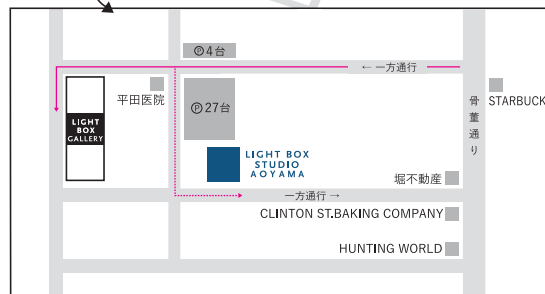 Ⓟ4台
← 一方通行
平田医院
Ⓟ27台
骨董通り
STARBUCK
LIGHT
BOX
GALLERY
LIGHT BOX
STUDIO
AOYAMA
堀不動産
一方通行 →
CLINTON ST.BAKING COMPANY
HUNTING WORLD